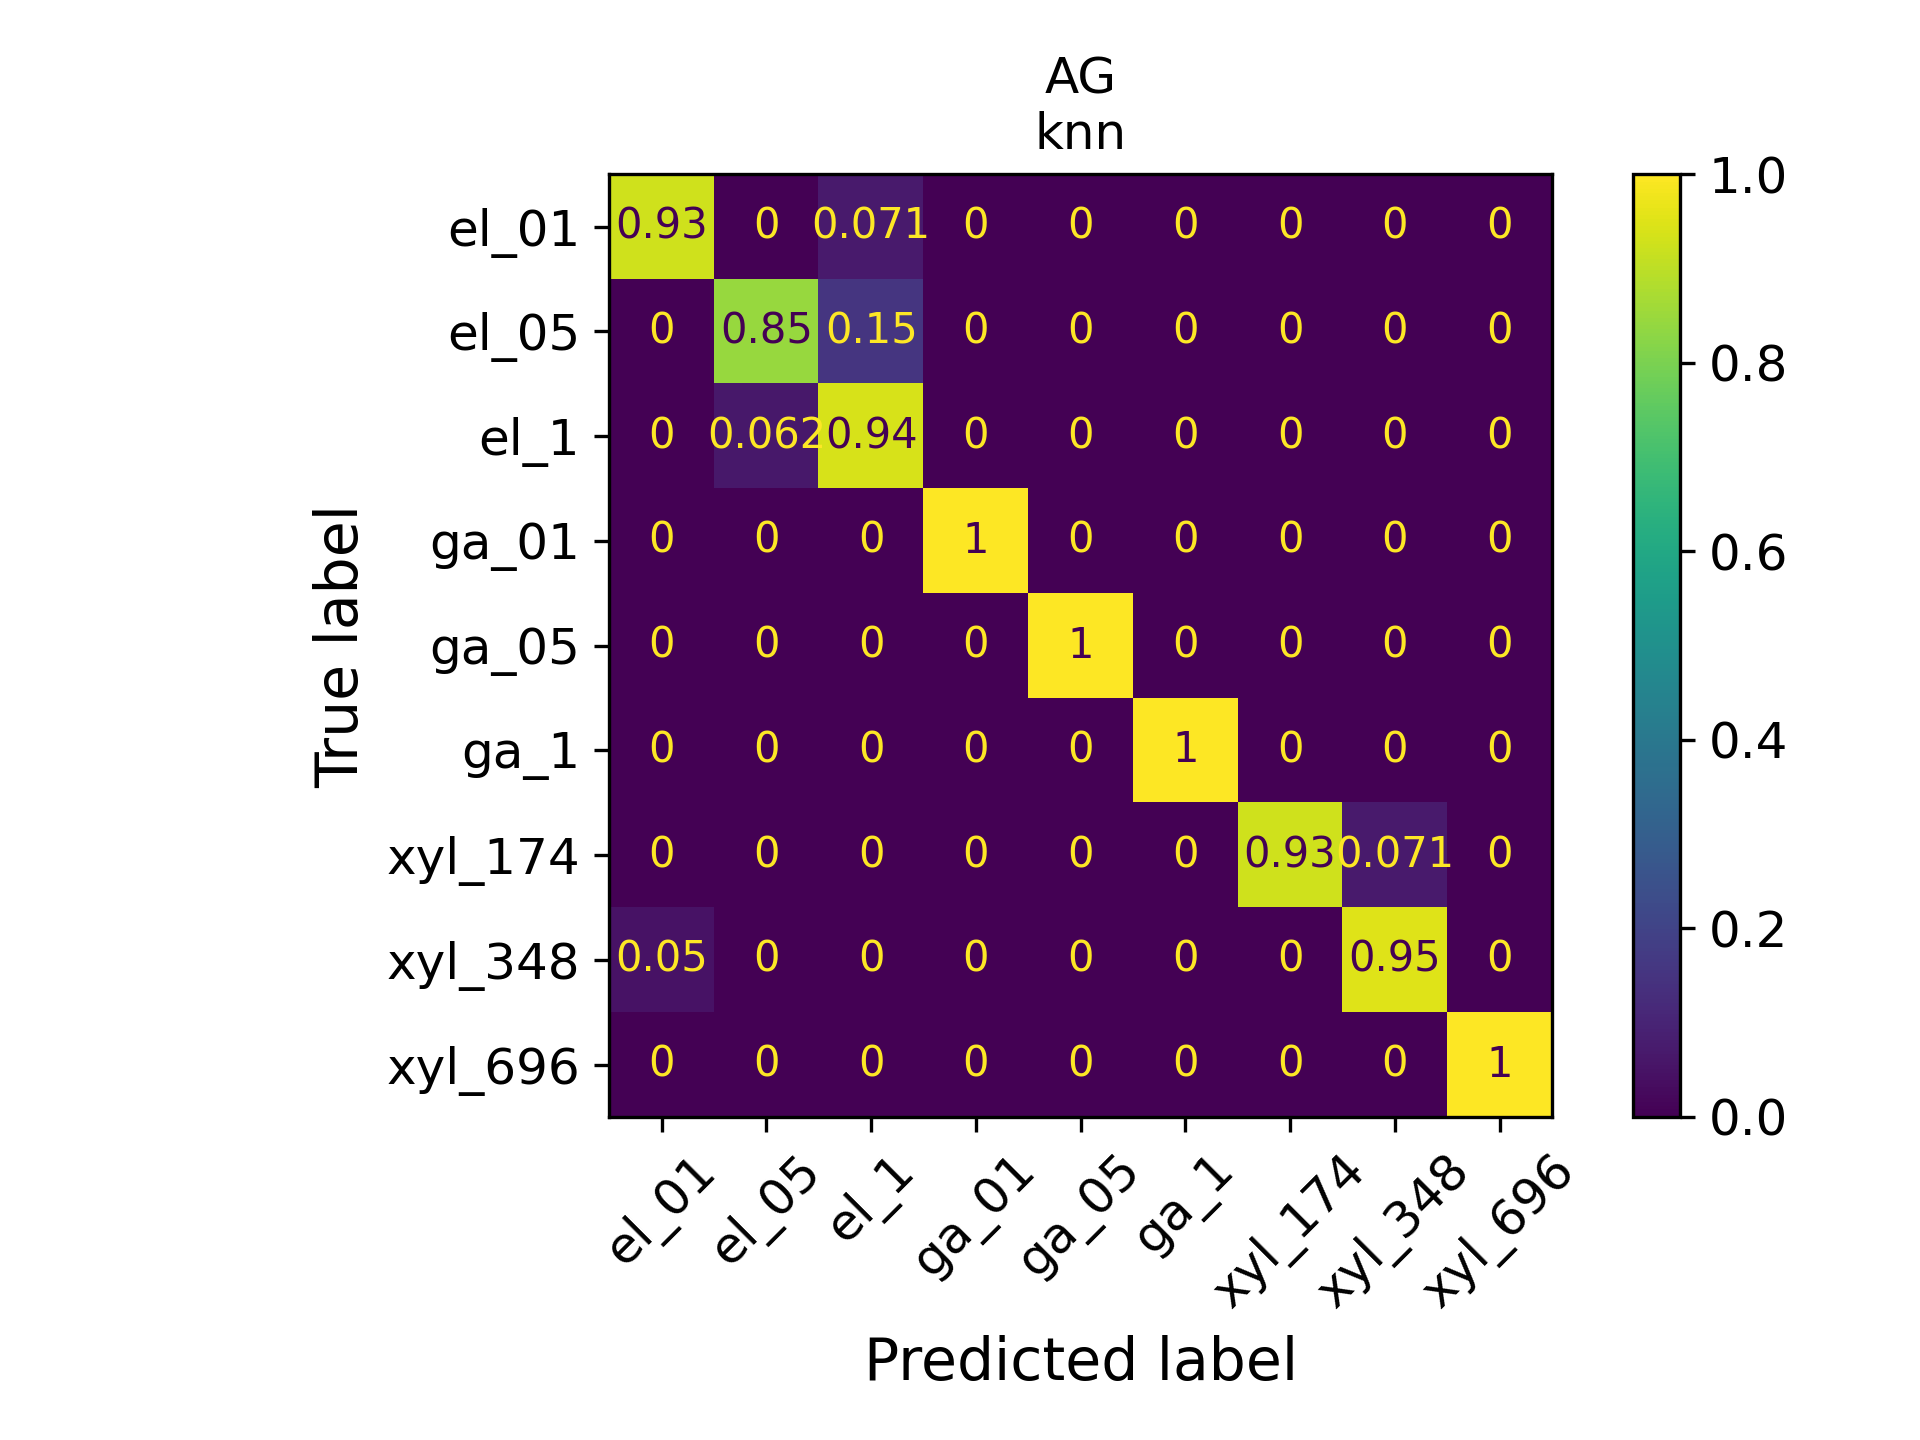 AG
knn
1.0
el_01 0.93 0 0.071 0 0 0 0 0 0
el_05 0 0.85 0.15 0 0 0 0 0 0
0.8
el_1 0 0.062 0.94 0 0 0 0 0 0
ga_01 0 0 0 1 0 0 0 0 0
0.6
True label
ga_05 0 0 0 0 1 0 0 0 0
ga_1 0 0 0 0 0 1 0 0 0
0.4
xyl_174 0 0 0 0 0 0 0.93 0.071 0
0.2
xyl_348 0.05 0 0 0 0 0 0 0.95 0
xyl_696 0 0 0 0 0 0 0 0 1
0.0
el_01 el_05 el_1 ga_01 ga_05 ga_1 xyl_174 xyl_348 xyl_696
Predicted label